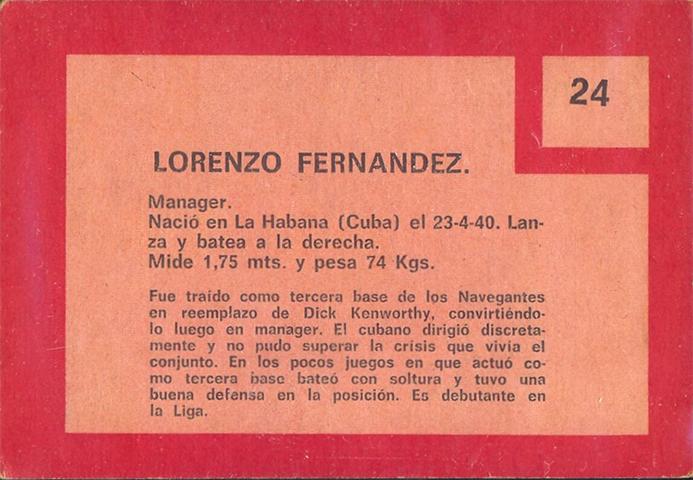 24
LORENZO FERNANDEZ.
Manager.
Nació en La Habana (Cuba) el 23-4-40. Lan-
za y batea a la derecha.
Mide 1,75 mts. y pesa 74 Kgs.
Fue traído como tercera base de los Navegantes
en reemplazo de Dick Kenworthy, convirtiéndo-
lo luego en manager. El cubano dirigió discreta-
mente y no pudo superar la crisis que vivia el
conjunto. En los pocos juegos en que actuó co-
mo tercera base bateó con soltura y tuvo una
buena defensa en la posición. Es debutante en
la Liga.